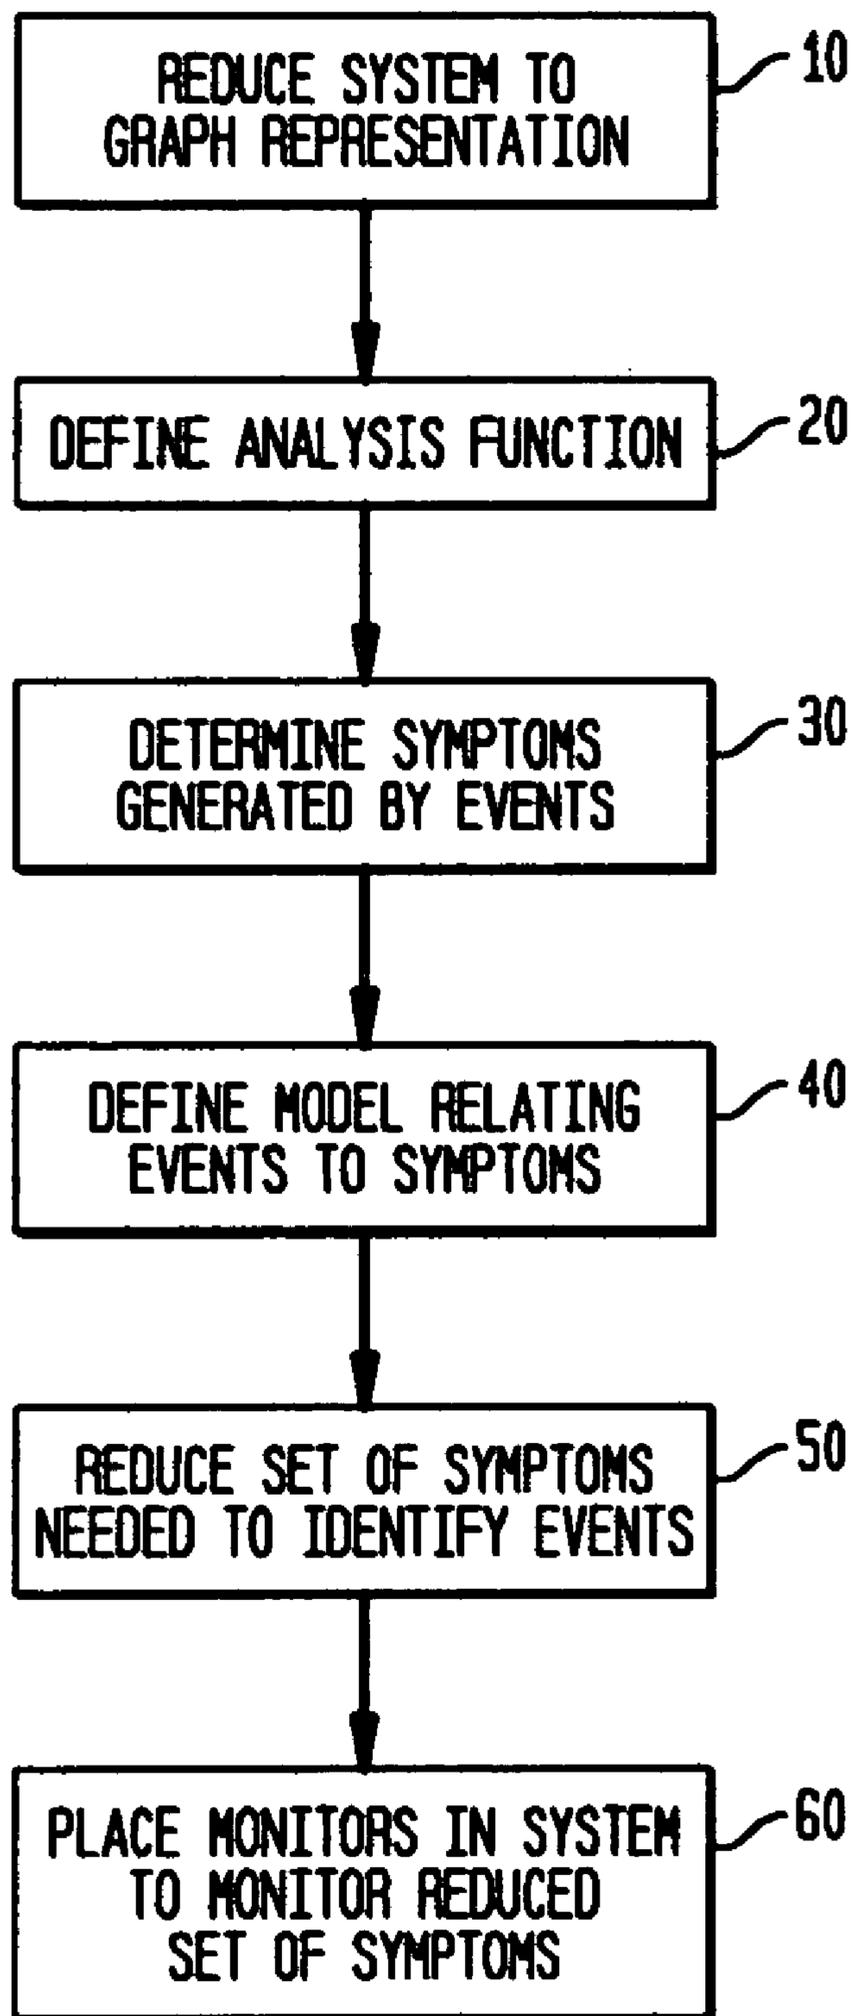 REDUCE SYSTEM TO
GRAPH REPRESENTATION
10
DEFINE ANALYSIS FUNCTION
20
DETERMINE SYMPTOMS
GENERATED BY EVENTS
30
DEFINE MODEL RELATING
EVENTS TO SYMPTOMS
40
REDUCE SET OF SYMPTOMS
NEEDED TO IDENTIFY EVENTS
50
PLACE MONITORS IN SYSTEM
TO MONITOR REDUCED
SET OF SYMPTOMS
60